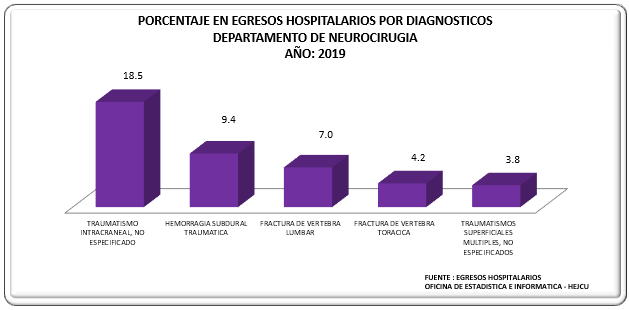 PORCENTAJE EN EGRESOS HOSPITALARIOS POR DIAGNOSTICOS
DEPARTAMENTO DE NEUROCIRUGIA
AÑO: 2019
18.5
9.4
7.0
4.2
3.8
TRAUMATISMO
INTRACRANEAL, NO
ESPECIFICADO
HEMORRAGIA SUBDURAL
TRAUMATICA
FRACTURA DE VERTEBRA
LUMBAR
FRACTURA DE VERTEBRA
TORACICA
TRAUMATISMOS
SUPERFICIALES
MULTIPLES, NO
ESPECIFICADOS
FUENTE : EGRESOS HOSPITALARIOS
OFICINA DE ESTADISTICA E INFORMATICA - HEJCU